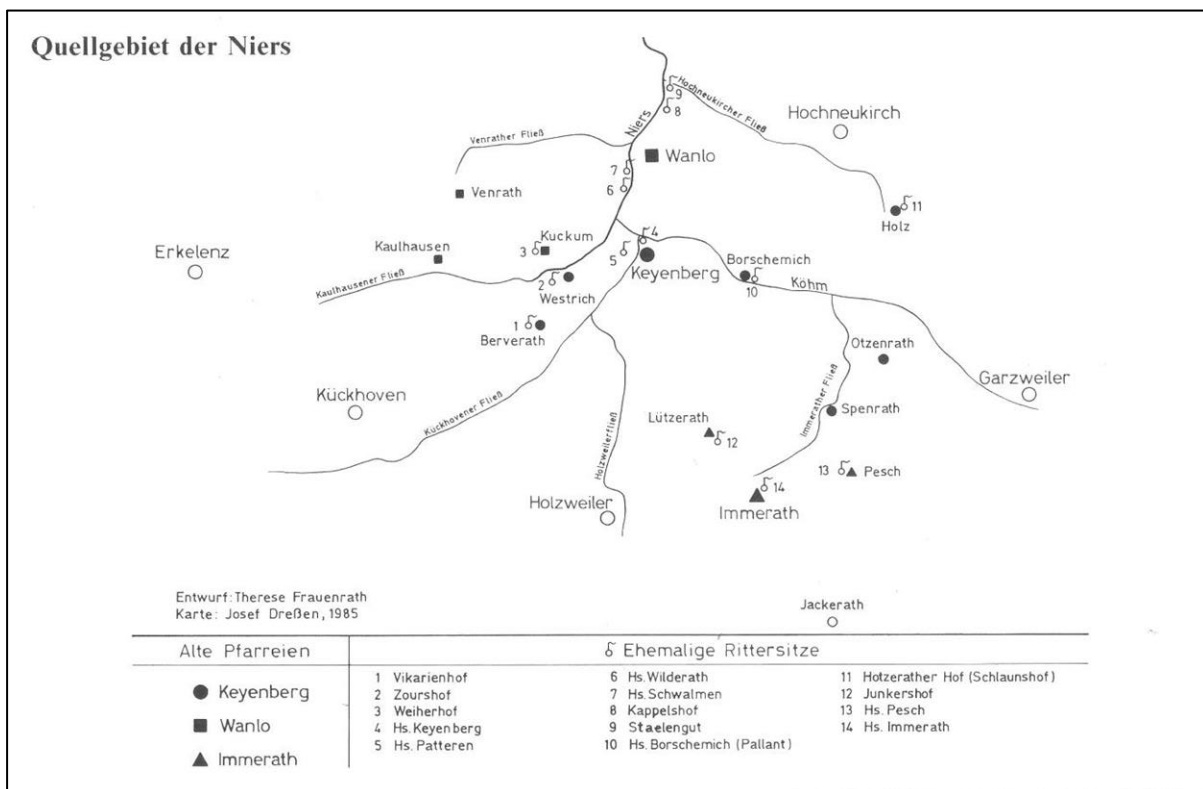 Quellgebiet der Niers
Hochneukircher Fließ
9
8
Hochneukirch
Niers
Venrather Fließ
Wanlo
7
6
Venrath
11
Holz
Erkelenz
Kaulhausen
Kuckum
3
4
5
Keyenberg
Borschemich
10
Köhm
Kaulhausener Fließ
2
Westrich
1
Berverath
Otzenrath
Garzweiler
Kückhoven
Kückhovener Fließ
Immerather Fließ
Spenrath
Lützerath
12
Holzweilerfließ
13
Pesch
14
Holzweiler
Immerath
Entwurf: Therese Frauenrath
Karte: Josef Dreßen, 1985
Jackerath
Alte Pfarreien
Keyenberg
Wanlo
Immerath
Ehemalige Rittersitze
1 Vikarienhof
2 Zourshof
3 Weiherhof
4 Hs. Keyenberg
5 Hs. Patteren
6 Hs. Wilderath
7 Hs. Schwalmen
8 Kappelshof
9 Staelengut
10 Hs. Borschemich (Pallant)
11 Hotzerather Hof (Schlaunshof)
12 Junkershof
13 Hs. Pesch
14 Hs. Immerath